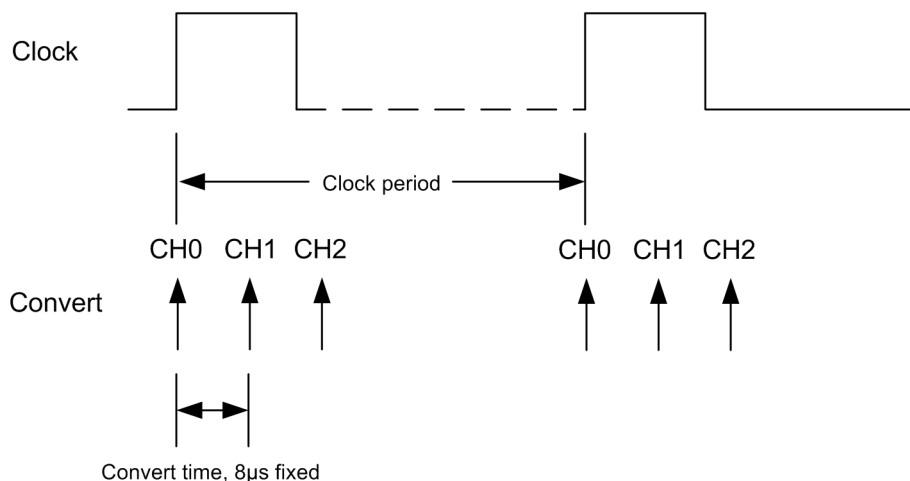 Clock
Clock period
CH0 CH1 CH2 CH0 CH1 CH2
Convert
Convert time, 8µs fixed